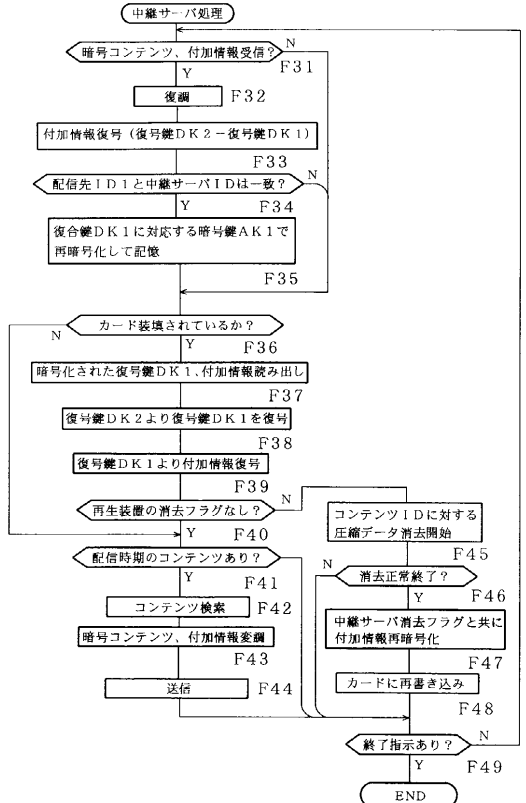 中継サーバ処理
暗号コンテンツ、付加情報受信?
N
F31
Y
復調
F32
付加情報復号(復号鍵DK2−復号鍵DK1)
F33
配信先ID1と中継サーバIDは一致?
N
Y
F34
復合鍵DK1に対応する暗号鍵AK1で
再暗号化して記憶
F35
カード装填されているか?
N
Y
F36
暗号化された復号鍵DK1、付加情報読み出し
F37
復号鍵DK2より復号鍵DK1を復号
F38
復号鍵DK1より付加情報復号
F39
再生装置の消去フラグなし?
N
Y
F40
配信時期のコンテンツあり?
Y
F41
コンテンツ検索
F42
暗号コンテンツ、付加情報変調
F43
送信
F44
コンテンツIDに対する
圧縮データ消去開始
F45
N
消去正常終了?
F46
Y
中継サーバ消去フラグと共に
付加情報再暗号化
F47
カードに再書き込み
F48
終了指示あり?
N
Y
F49
END